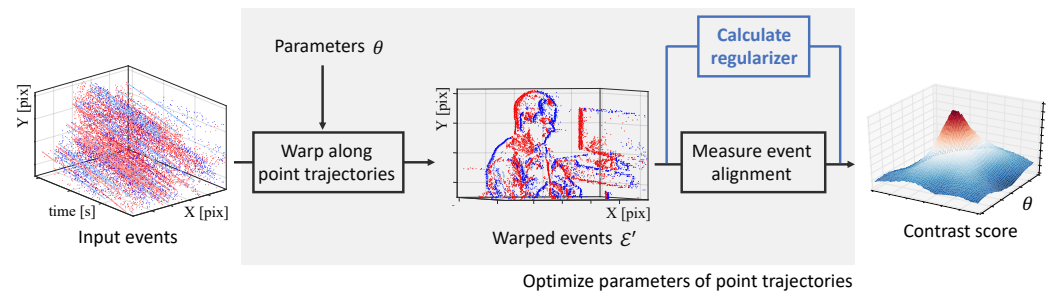 Parameters θ
Calculate
regularizer
Y [pix]
time [s]
X [pix]
Input events
Warp along
point trajectories
Y [pix]
X [pix]
Warped events ℰ′
Measure event
alignment
θ
Contrast score
Optimize parameters of point trajectories